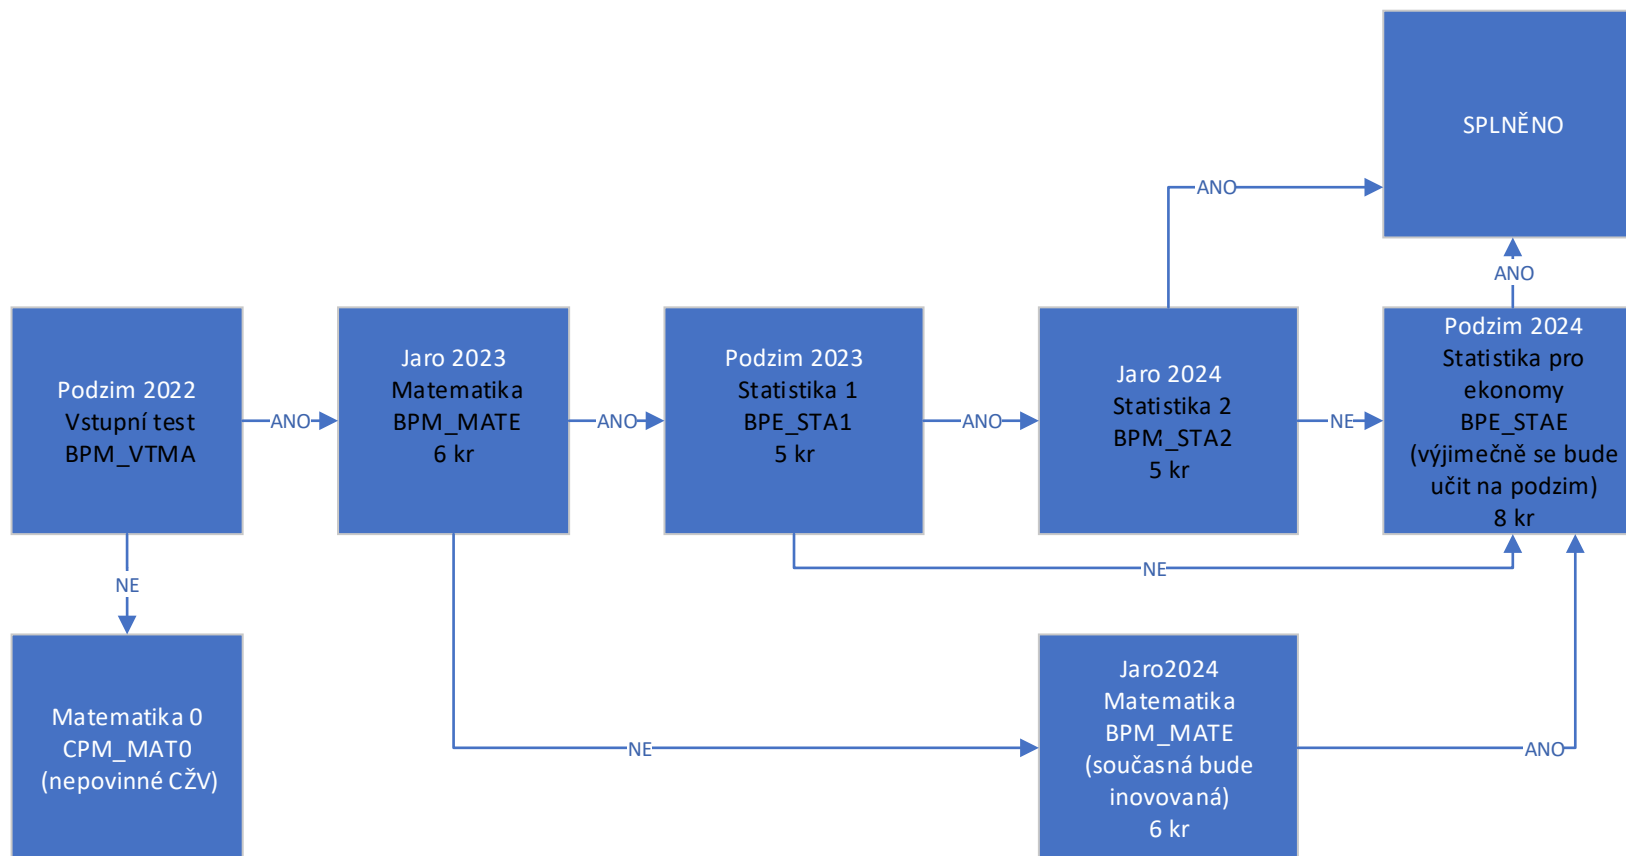 SPLNĚNO
ANO
ANO
Podzim 2022
Vstupní test
BPM_VTMA
ANO
Jaro 2023
Matematika
BPM_MATE
6 kr
ANO
Podzim 2023
Statistika 1
BPE_STA1
5 kr
ANO
Jaro 2024
Statistika 2
BPM_STA2
5 kr
NE
Podzim 2024
Statistika pro
ekonomy
BPE_STAE
(výjimečně se bude
učit na podzim)
8 kr
NE
NE
Matematika 0
CPM_MAT0
(nepovinné CŽV)
NE
Jaro2024
Matematika
BPM_MATE
(současná bude
inovovaná)
6 kr
ANO